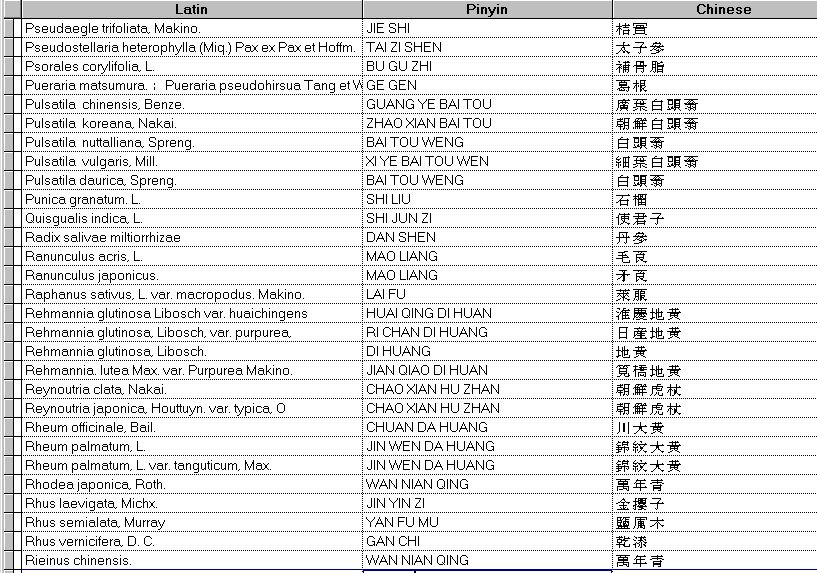 Latin Pinyin Chinese
Pseudaegle trifoliata, Makino. JIE SHI 桔實
Pseudostellaria heterophylla (Miq.) Pax ex Pax et Hoffm. TAI ZI SHEN 太子參
Psorales corylifolia, L. BU GU ZHI 補骨脂
Pueraria matsumura. ; Pueraria pseudohirsua Tang et W GE GEN 葛根
Pulsatila chinensis, Benze. GUANG YE BAI TOU 廣葉白頭翁
Pulsatila koreana, Nakai. ZHAO XIAN BAI TOU 朝鮮白頭翁
Pulsatila nuttalliana, Spreng. BAI TOU WENG 白頭翁
Pulsatila vulgaris, Mill. XI YE BAI TOU WEN 細葉白頭翁
Pulsatila daurica, Spreng. BAI TOU WENG 白頭翁
Punica granatum. L. SHI LIU 石榴
Quisgualis indica, L. SHI JUN ZI 使君子
Radix salivae miltiorrhizae DAN SHEN 丹參
Ranunculus acris, L. MAO LIANG 毛茛
Ranunculus japonicus. MAO LIANG 矛茛
Raphanus sativus, L. var. macropodus. Makino. LAI FU 萊服
Rehmannia glutinosa Libosch var. huaichingens HUAI QING DI HUAN 淮慶地黄
Rehmannia glutinosa, Libosch, var. purpurea, RI CHAN DI HUANG 日産地黄
Rehmannia glutinosa, Libosch. DI HUANG 地黄
Rehmannia. lutea Max. var. Purpurea Makino. JIAN QIAO DI HUAN 筧橋地黄
Reynoutria clata, Nakai. CHAO XIAN HU ZHAN 朝鮮虎杖
Reynoutria japonica, Houttuyn. var. typica, O CHAO XIAN HU ZHAN 朝鮮虎杖
Rheum officinale, Bail. CHUAN DA HUANG 川大黄
Rheum palmatum, L. JIN WEN DA HUANG 錦紋大黄
Rheum palmatum, L. var. tanguticum, Max. JIN WEN DA HUANG 錦紋大黄
Rhodea japonica, Roth. WAN NIAN QING 萬年青
Rhus laevigata, Michx. JIN YIN ZI 金櫻子
Rhus semialata, Murray YAN FU MU 鹽膚木
Rhus vernicifera, D. C. GAN CHI 乾漆
Rieinus chinensis. WAN NIAN QING 萬年青